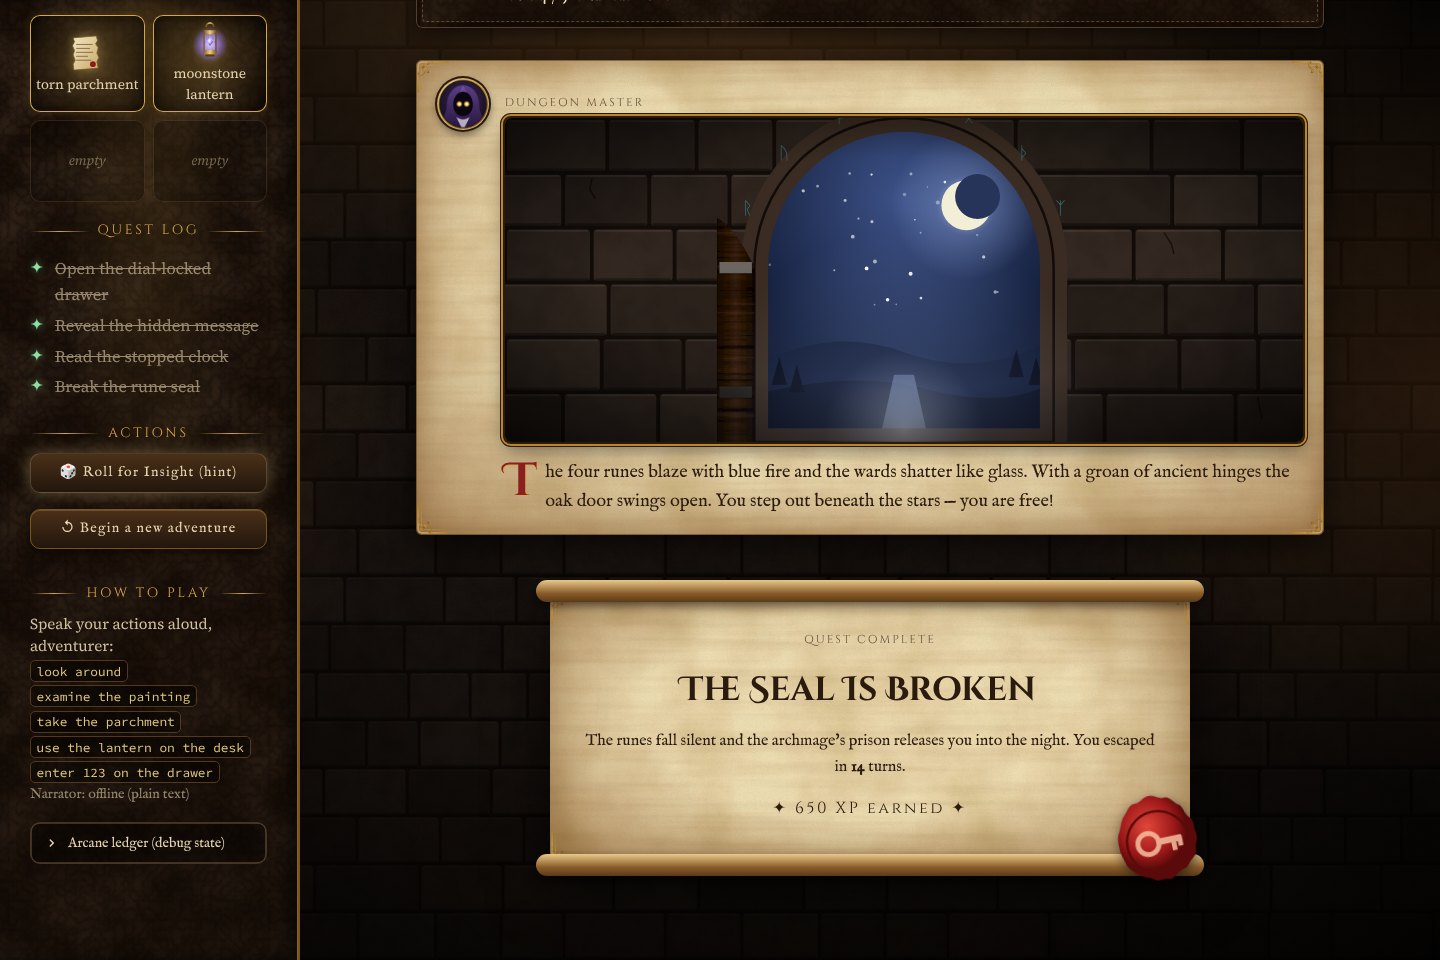 torn parchment
moonstone
lantern
empty
empty
QUEST LOG
Open the dial-locked
drawer
Reveal the hidden message
Read the stopped clock
Break the rune seal
ACTIONS
🎲 Roll for Insight (hint)
↺ Begin a new adventure
HOW TO PLAY
Speak your actions aloud,
adventurer:
look around
examine the painting
take the parchment
use the lantern on the desk
enter 123 on the drawer
Narrator: offline (plain text)
Arcane ledger (debug state)
DUNGEON MASTER
The four runes blaze with blue fire and the wards shatter like glass. With a groan of ancient hinges the
oak door swings open. You step out beneath the stars — you are free!
QUEST COMPLETE
THE SEAL IS BROKEN
The runes fall silent and the archmage's prison releases you into the night. You escaped
in 14 turns.
✦ 650 XP EARNED ✦